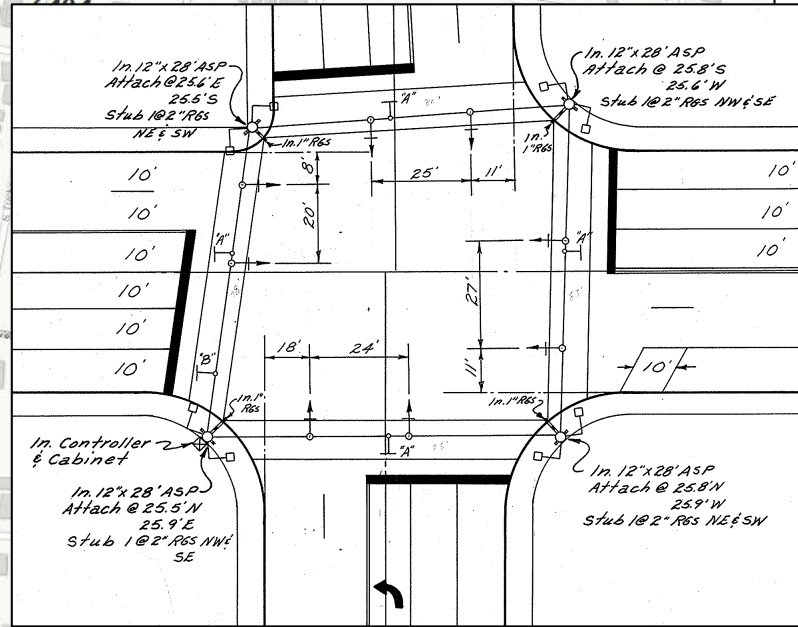 In. 12"x 28' ASP
Attach @ 25.6' E
25.5' S
Stub 1@2" RGS
NE & SW
In. 12"x 28' ASP
Attach @ 25.8' S
25.6' W
Stub 1@2" RGS NW & SE
"A"
In. 1" RGS
In.
1" RGS
8'
25'
11'
20'
"A"
"A"
10'
10'
10'
10'
10'
10'
10'
10'
10'
27'
11'
10'
"B"
18'
24'
In. 1"
RGS
In. 1" RGS
"A"
In. Controller
& Cabinet
In. 12"x 28' ASP
Attach @ 25.5' N
25.9' E
Stub 1@2" RGS NW &
SE
In. 12"x 28' ASP
Attach @ 25.8' N
25.9' W
Stub 1@2" RGS NE & SW